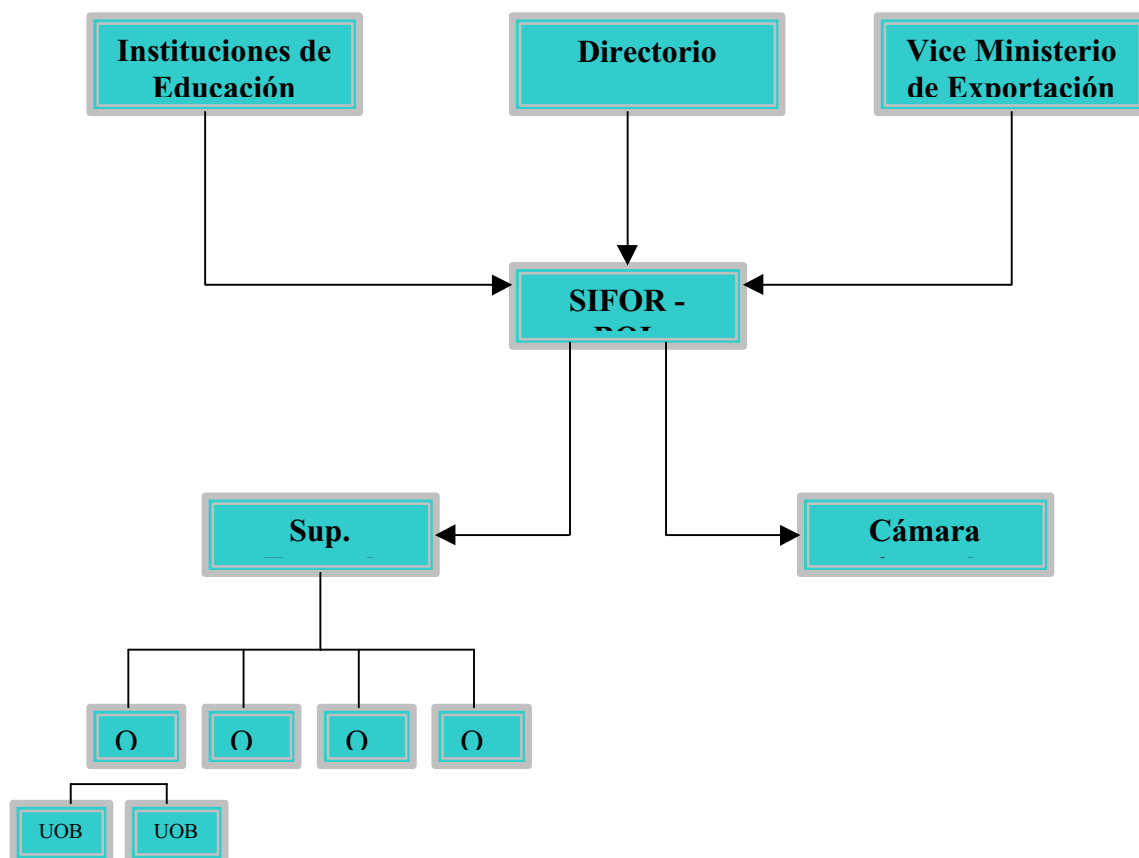 Instituciones de
Educación
Directorio
Vice Ministerio
de Exportación
SIFOR -
Sup.
Cámara
O
O
O
O
UOB
UOB